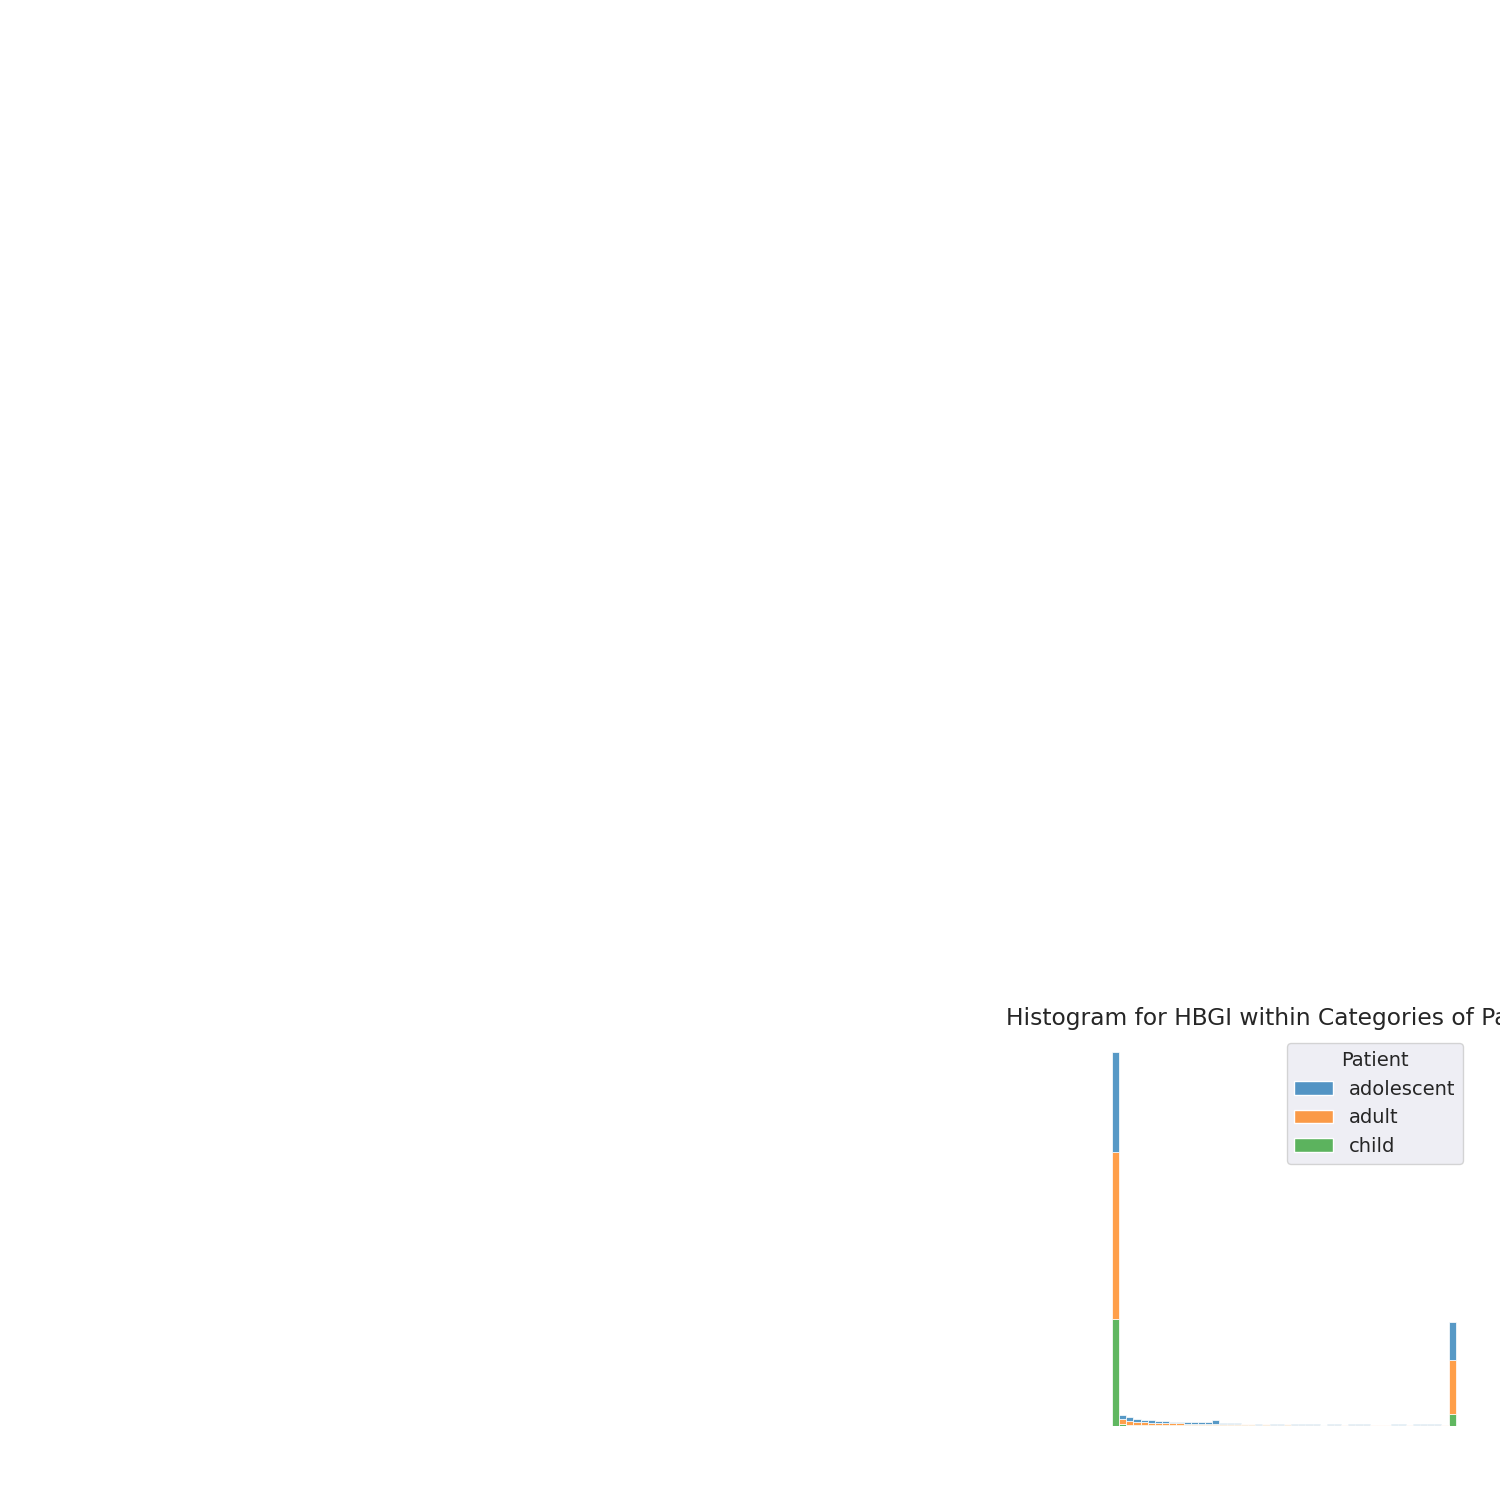 Histogram for HBGI within Categories of Pa
Patient
adolescent
adult
child